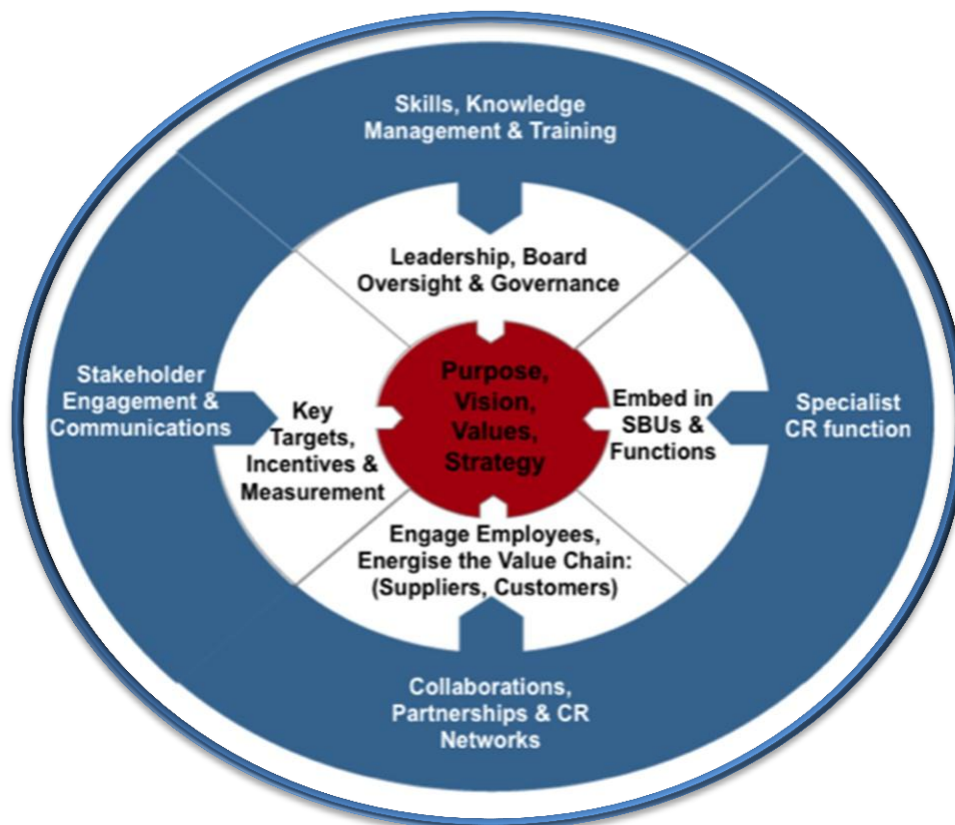 Skills, Knowledge
Management & Training
Leadership, Board
Oversight & Governance
Stakeholder
Engagement &
Communications
Key
Targets,
Incentives &
Measurement
Purpose,
Vision,
Values,
Strategy
Embed in
SBUs &
Functions
Specialist
CR function
Engage Employees,
Energise the Value Chain:
(Suppliers, Customers)
Collaborations,
Partnerships & CR
Networks